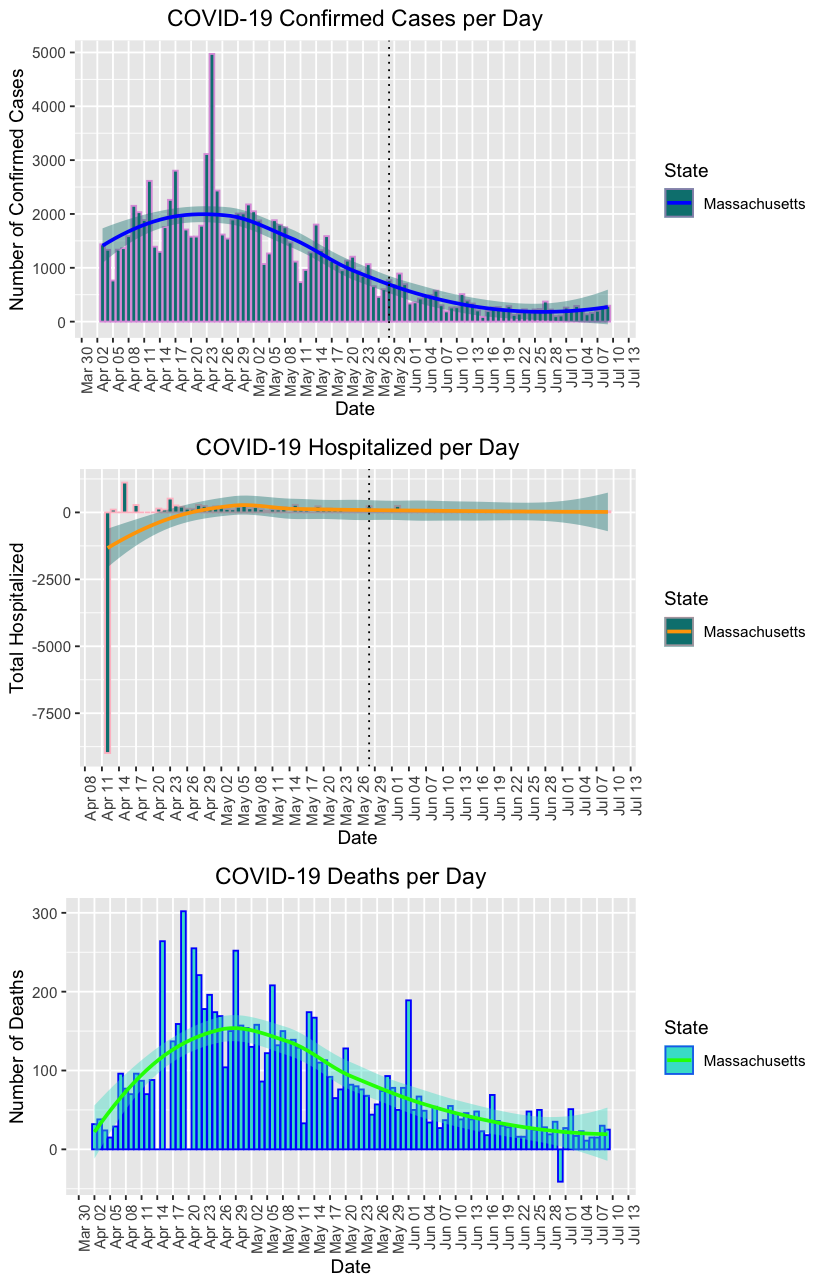 COVID-19 Confirmed Cases per Day
Number of Confirmed Cases
5000
4000
3000
2000
1000
0
Mar 30
Apr 02
Apr 05
Apr 08
Apr 11
Apr 14
Apr 17
Apr 20
Apr 23
Apr 26
Apr 29
May 02
May 05
May 08
May 11
May 14
May 17
May 20
May 23
May 26
May 29
Jun 01
Jun 04
Jun 07
Jun 10
Jun 13
Jun 16
Jun 19
Jun 22
Jun 25
Jun 28
Jul 01
Jul 04
Jul 07
Jul 10
Jul 13
Date
State
Massachusetts
COVID-19 Hospitalized per Day
Total Hospitalized
0
-2500
-5000
-7500
Apr 08
Apr 11
Apr 14
Apr 17
Apr 20
Apr 23
Apr 26
Apr 29
May 02
May 05
May 08
May 11
May 14
May 17
May 20
May 23
May 26
May 29
Jun 01
Jun 04
Jun 07
Jun 10
Jun 13
Jun 16
Jun 19
Jun 22
Jun 25
Jun 28
Jul 01
Jul 04
Jul 07
Jul 10
Jul 13
Date
State
Massachusetts
COVID-19 Deaths per Day
Number of Deaths
300
200
100
0
Mar 30
Apr 02
Apr 05
Apr 08
Apr 11
Apr 14
Apr 17
Apr 20
Apr 23
Apr 26
Apr 29
May 02
May 05
May 08
May 11
May 14
May 17
May 20
May 23
May 26
May 29
Jun 01
Jun 04
Jun 07
Jun 10
Jun 13
Jun 16
Jun 19
Jun 22
Jun 25
Jun 28
Jul 01
Jul 04
Jul 07
Jul 10
Jul 13
Date
State
Massachusetts